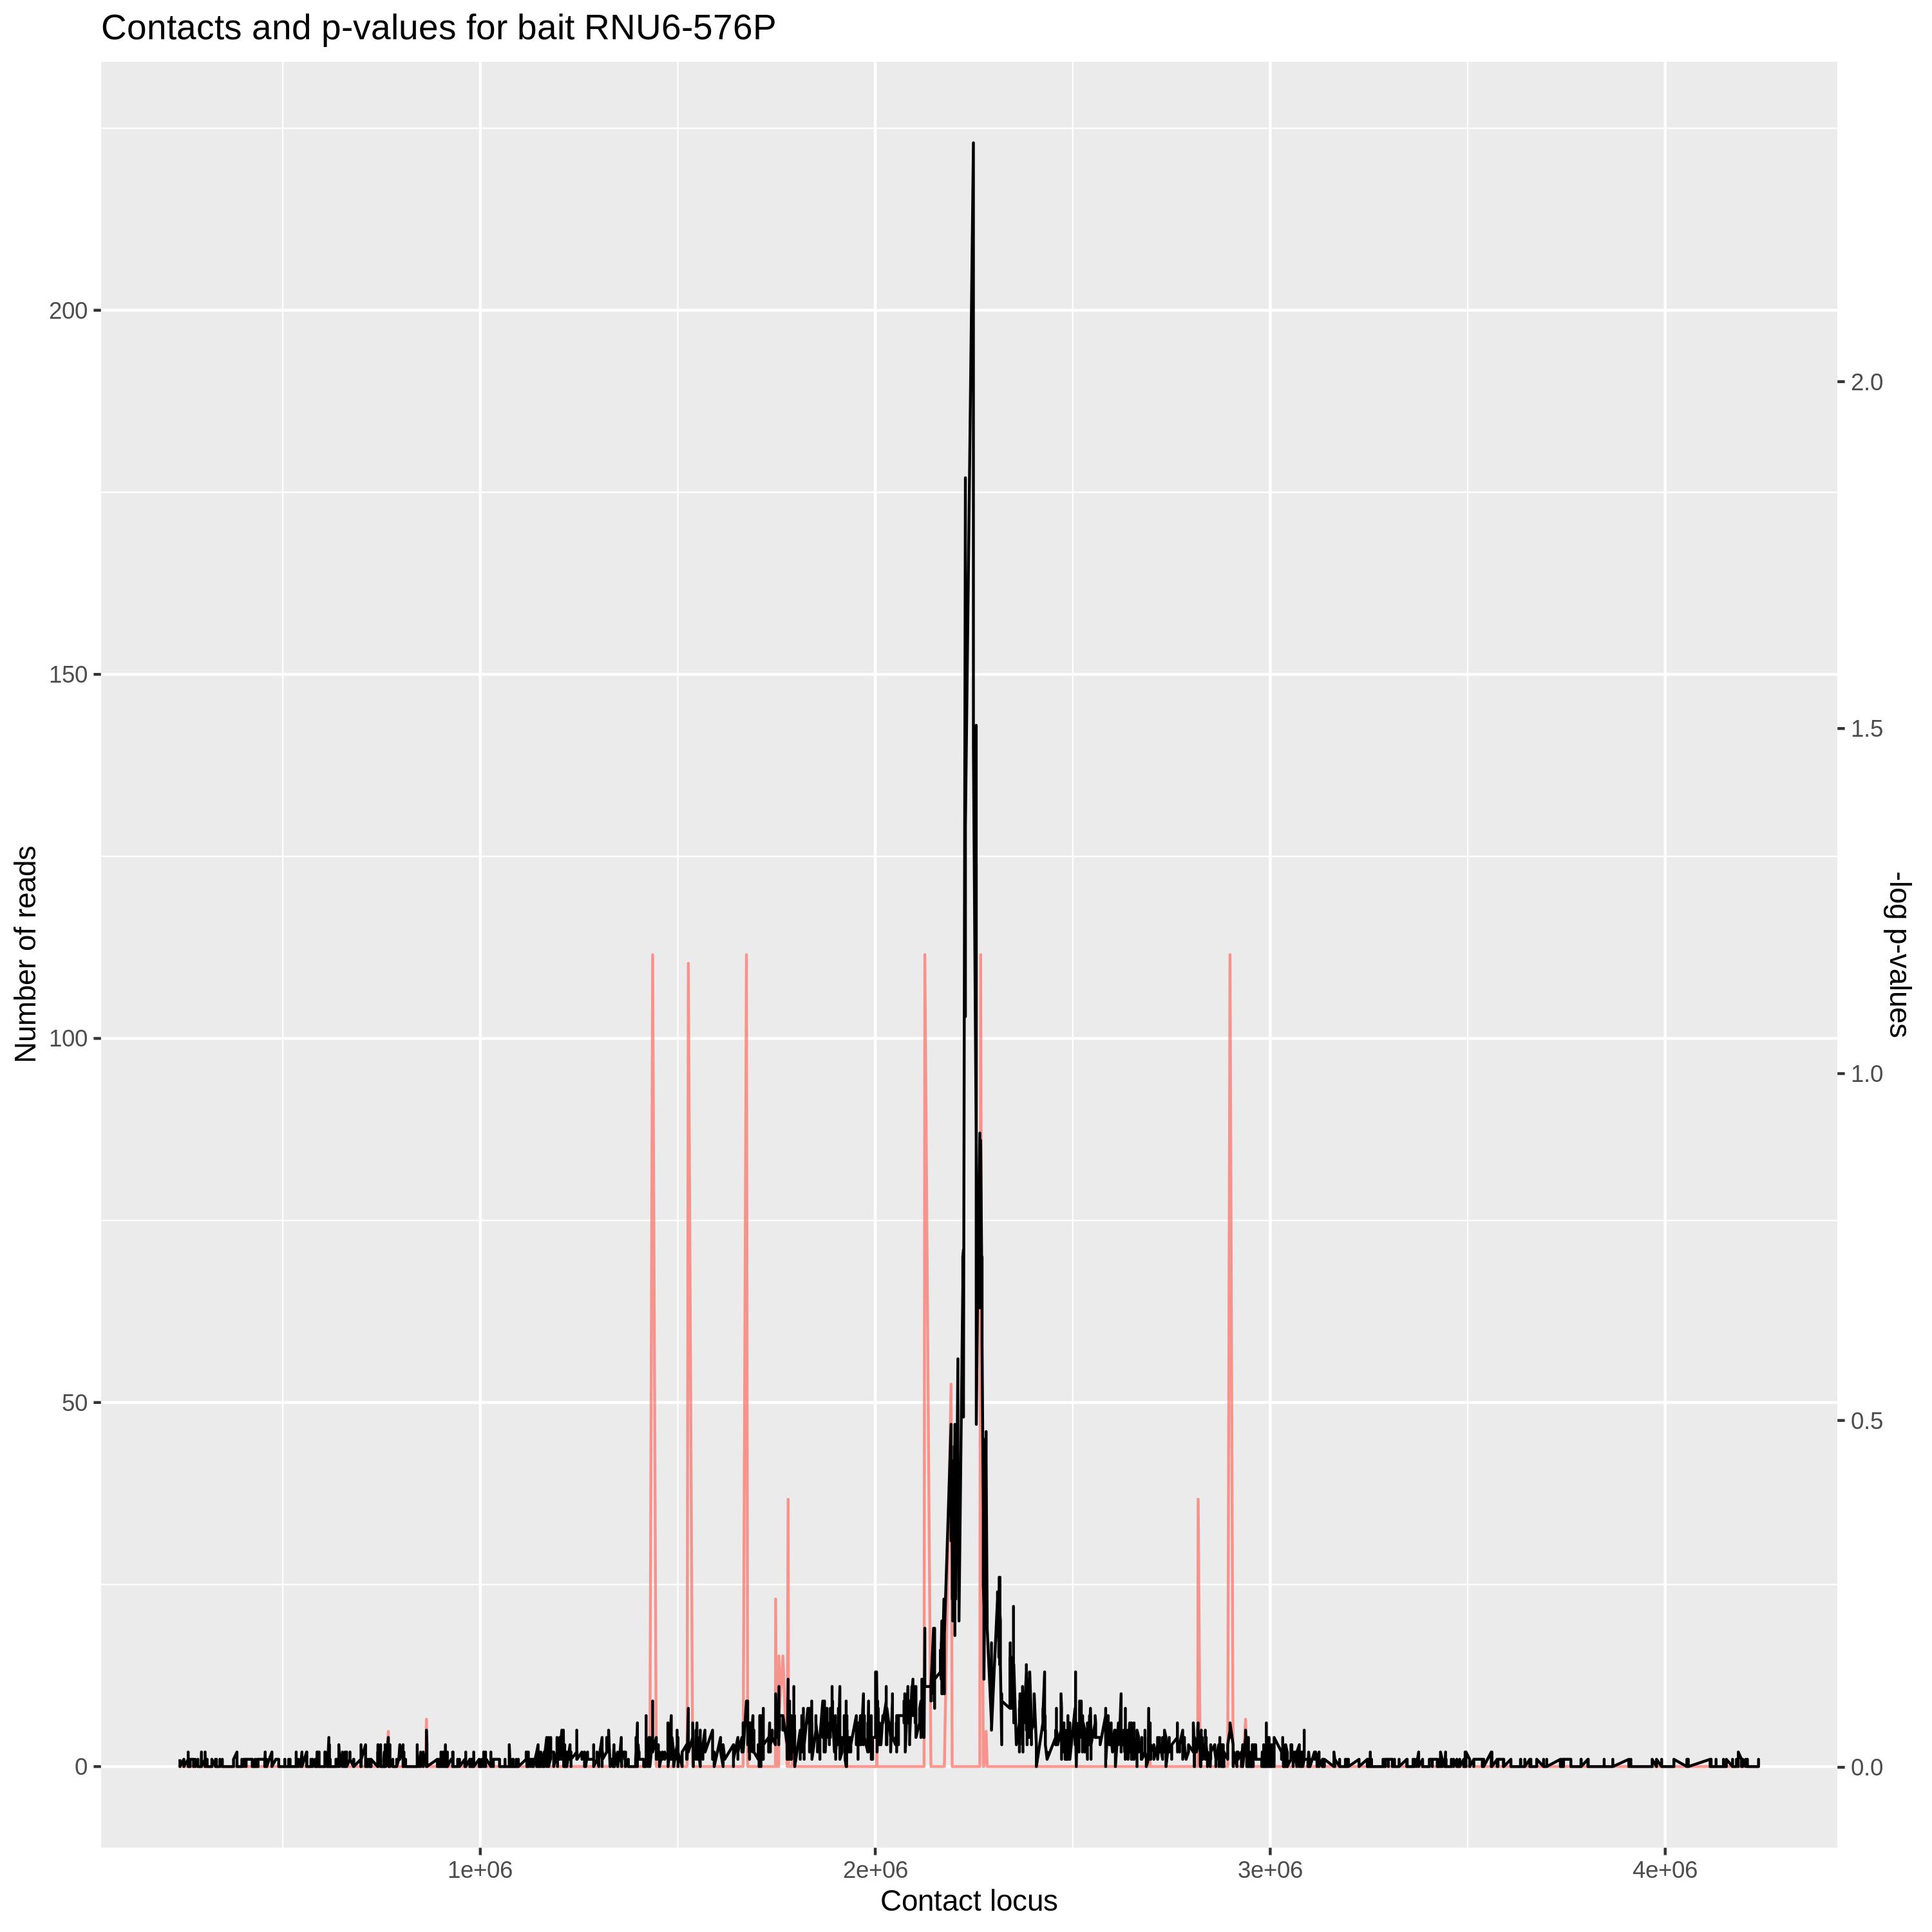 Contacts and p-values for bait RNU6-576P
200
150
100
50
0
2.0
1.5
1.0
0.5
0.0
Number of reads
-log p-values
1e+06
2e+06
3e+06
4e+06
Contact locus